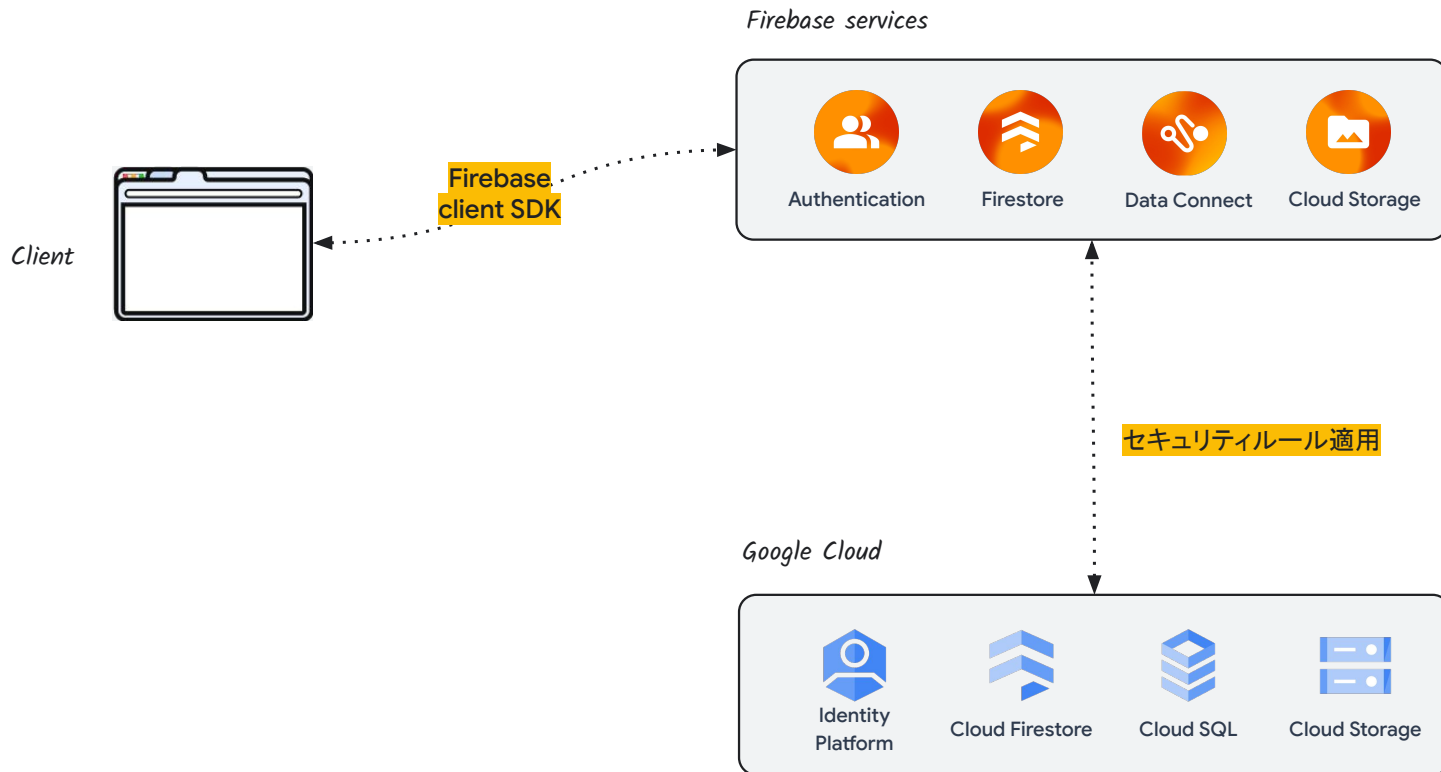 Firebase services
Authentication
Firestore
Data Connect
Cloud Storage
Firebase
client SDK
Client
セキュリティルール適用
Google Cloud
Identity
Platform
Cloud Firestore
Cloud SQL
Cloud Storage